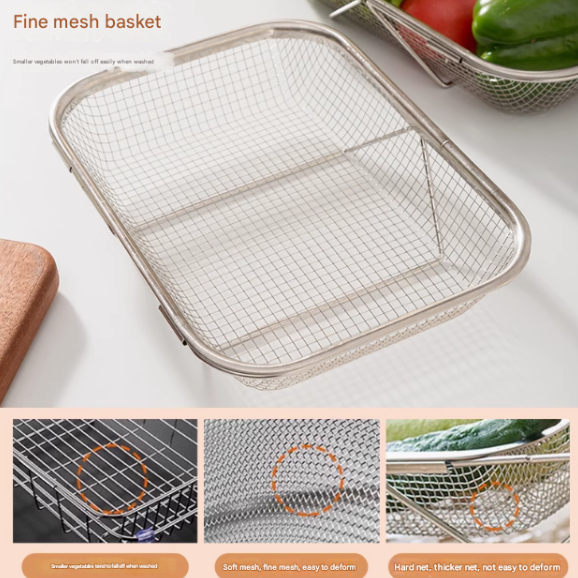 Fine mesh basket
Smaller vegetables won't fall off easily when washed
Smaller vegetables tend to fall off when washed
Soft mesh, fine mesh, easy to deform
Hard net, thicker net, not easy to deform